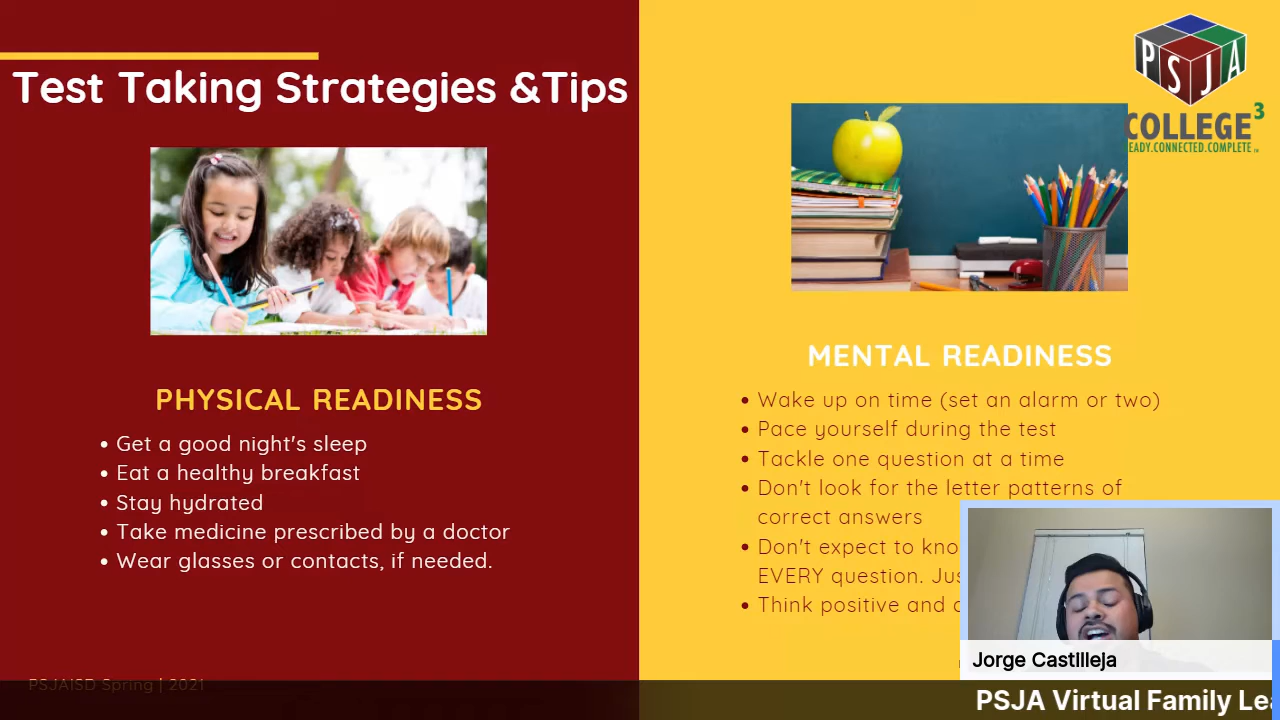 Test Taking Strategies &Tips
PHYSICAL READINESS
• Get a good night's sleep
• Eat a healthy breakfast
• Stay hydrated
• Take medicine prescribed by a doctor
• Wear glasses or contacts, if needed.
PSJAISD Spring | 2021
PSJA
COLLEGE³
EADY.CONNECTED.COMPLETE
MENTAL READINESS
• Wake up on time (set an alarm or two)
• Pace yourself during the test
• Tackle one question at a time
• Don't look for the letter patterns of
correct answers
• Don't expect to
EVERY question.
• Think positive and
Jorge Castilleja
PSJA Virtual Family